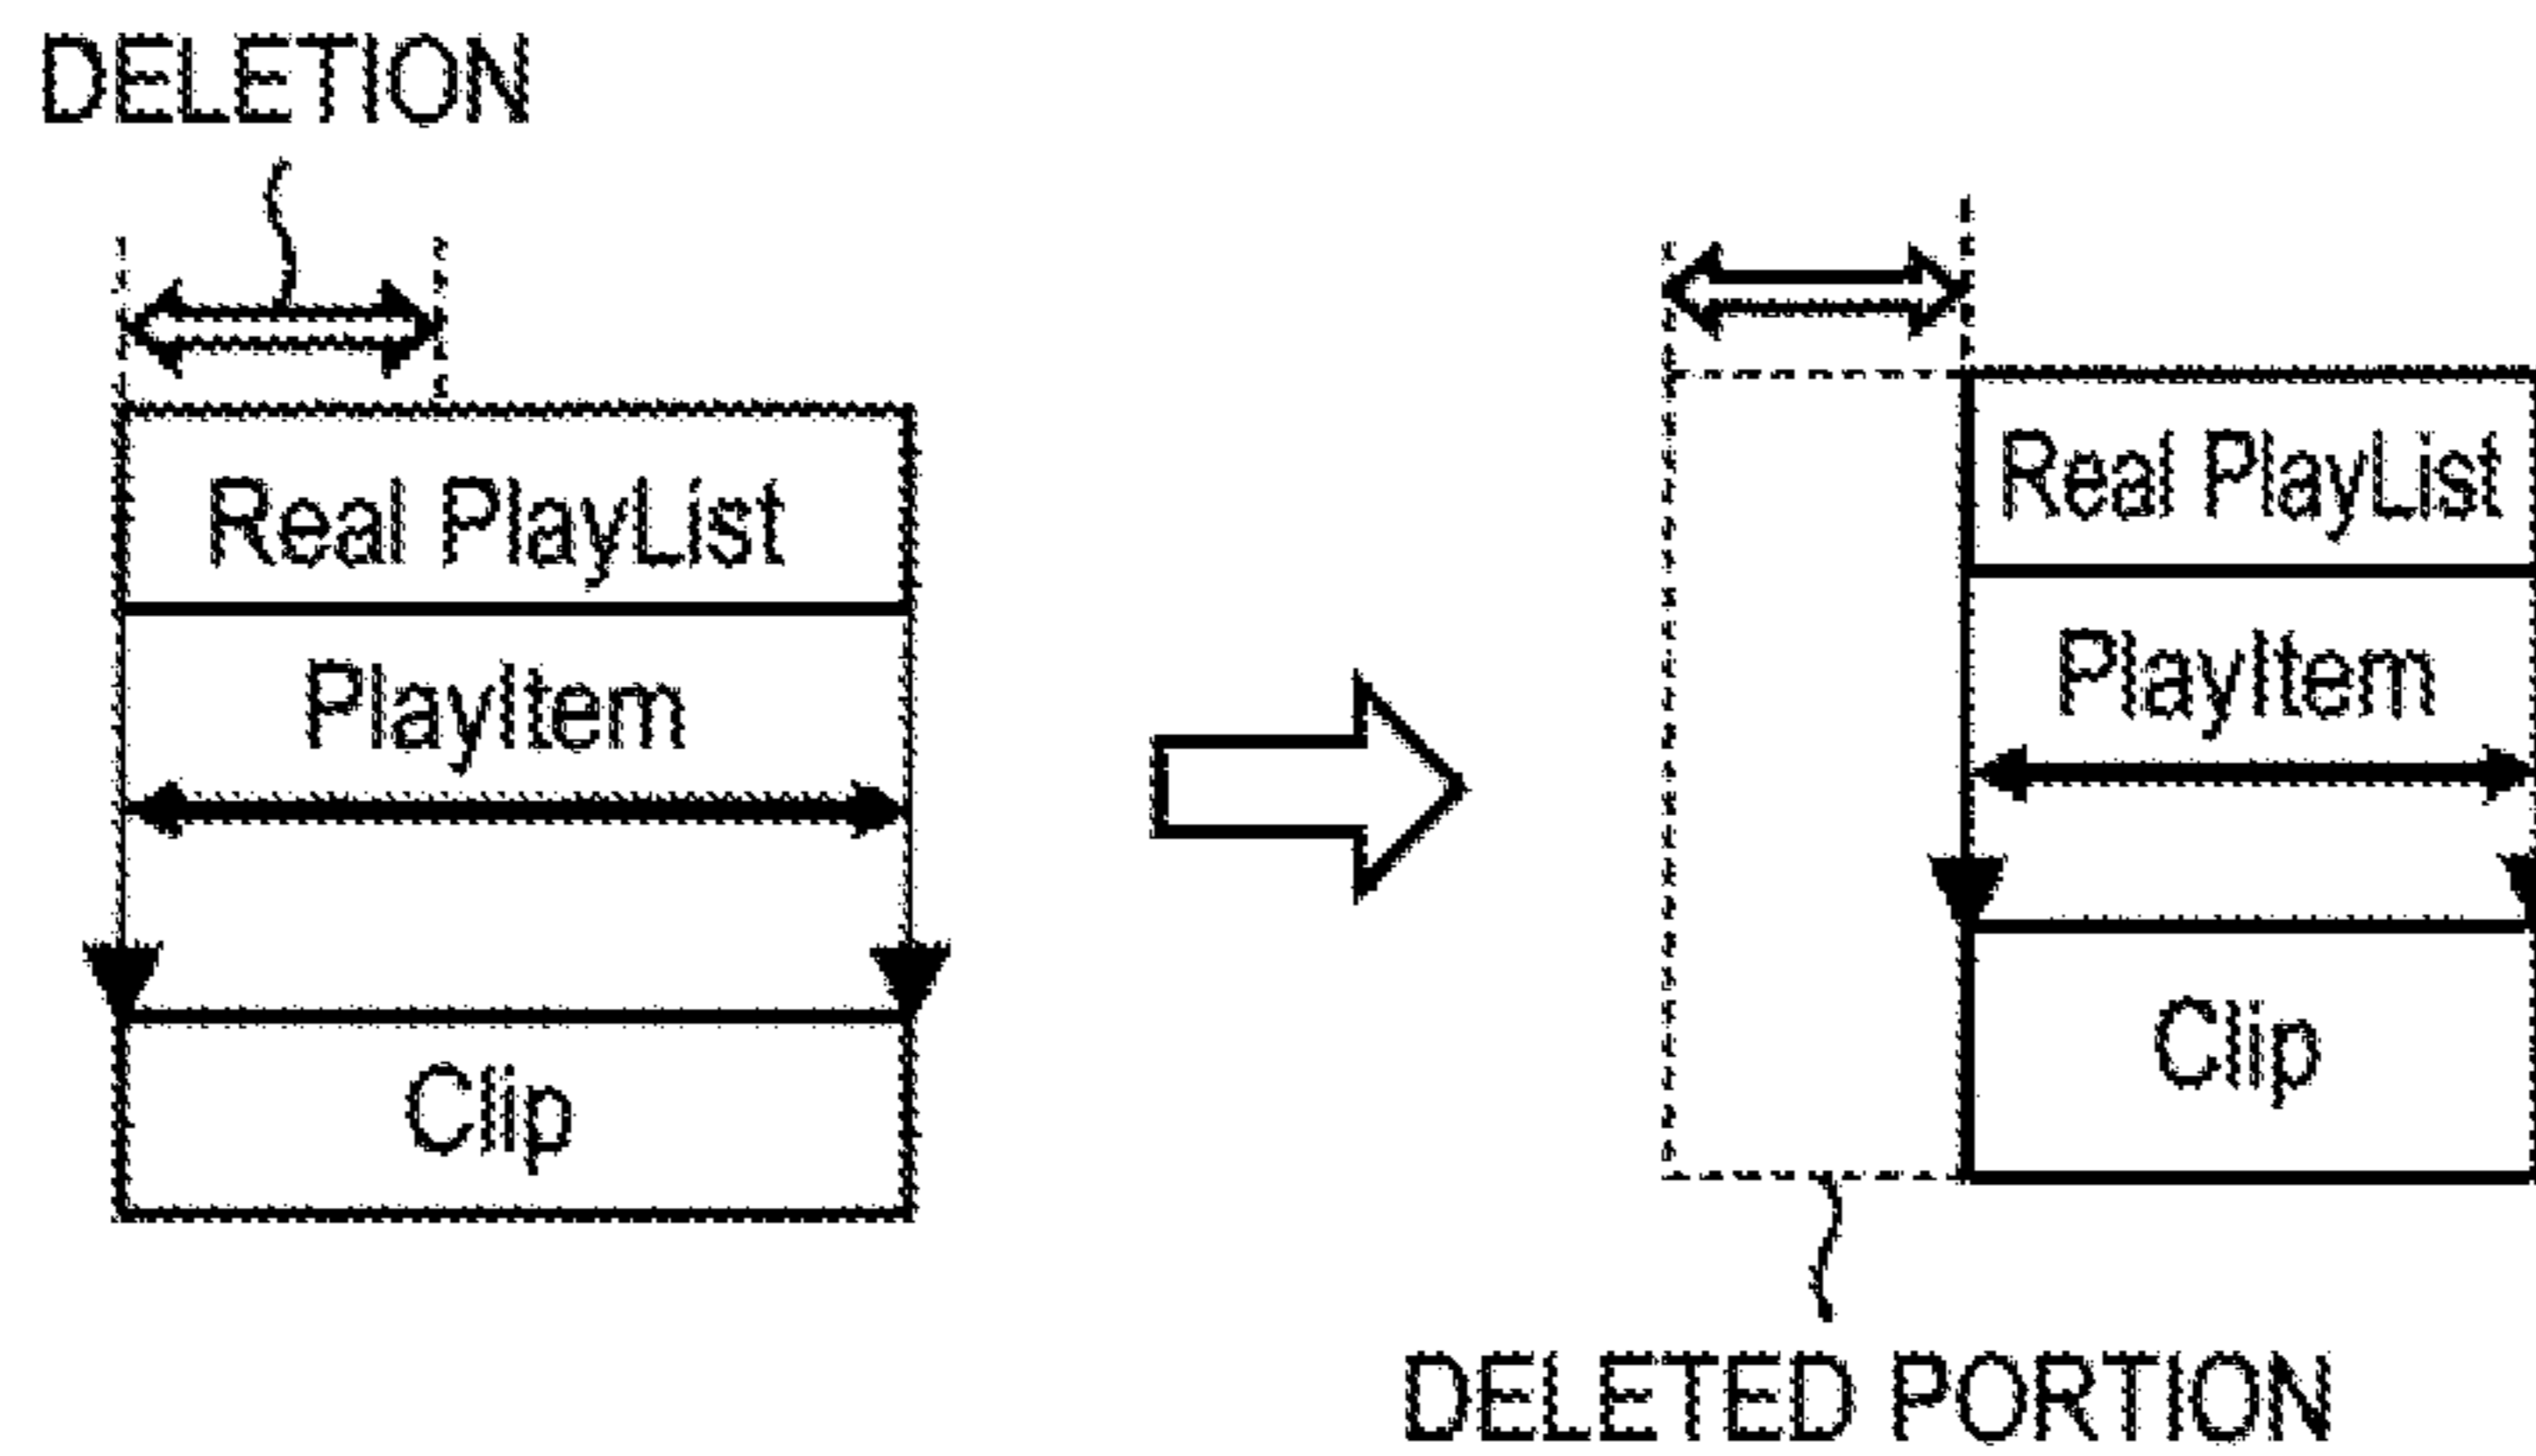 DELETION
Real PlayList
PlayItem
Clip
Real PlayList
PlayItem
Clip
DELETED PORTION